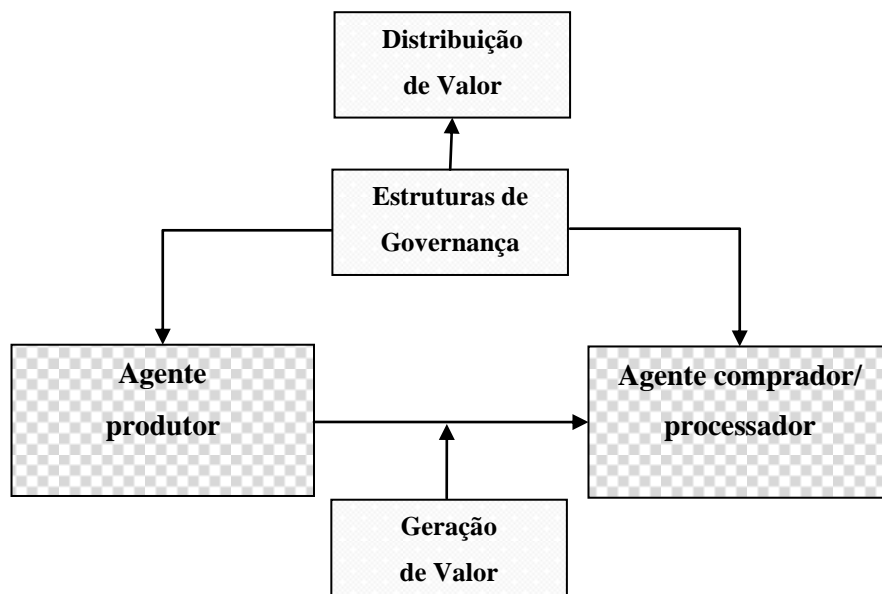 Distribuição
de Valor
Estruturas de
Governança
Agente
produtor
Agente comprador/
processador
Geração
de Valor